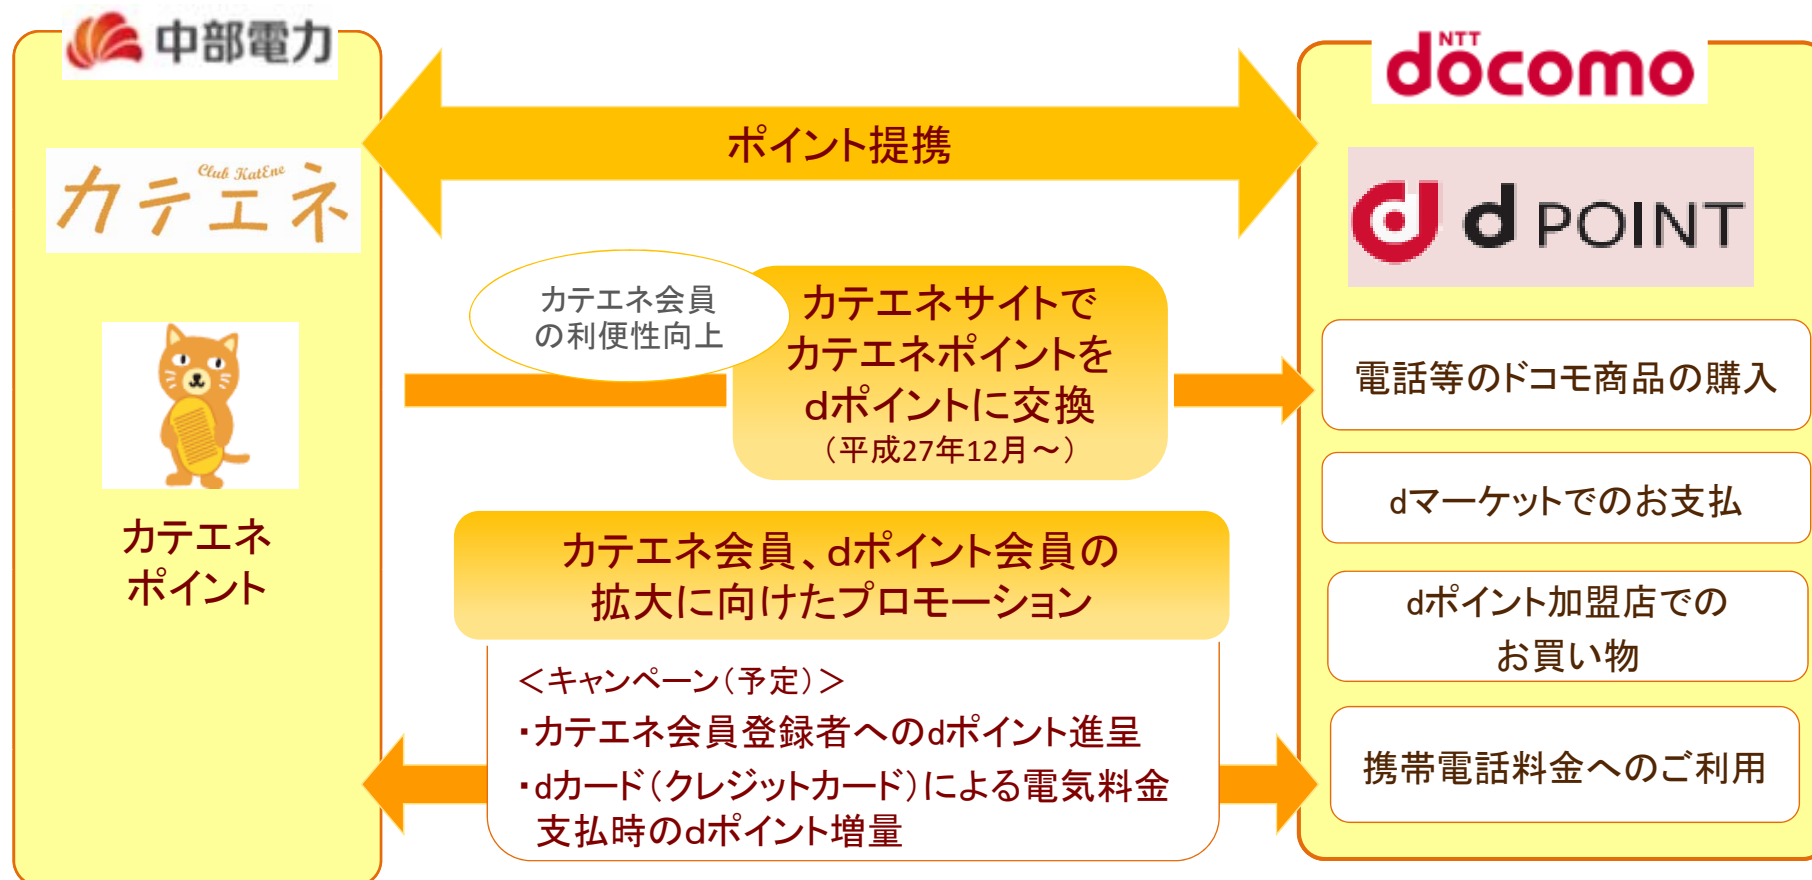 中部電力
Club KatEne
カテエネ
カテエネ
ポイント
ポイント提携
カテエネ会員
の利便性向上
カテエネサイトで
カテエネポイントを
dポイントに交換
（平成27年12月～）
カテエネ会員、dポイント会員の
拡大に向けたプロモーション
＜キャンペーン（予定）＞
・カテエネ会員登録者へのdポイント進呈
・dカード（クレジットカード）による電気料金
支払時のdポイント増量
NTT
docomo
d d POINT
電話等のドコモ商品の購入
dマーケットでのお支払
dポイント加盟店での
お買い物
携帯電話料金へのご利用